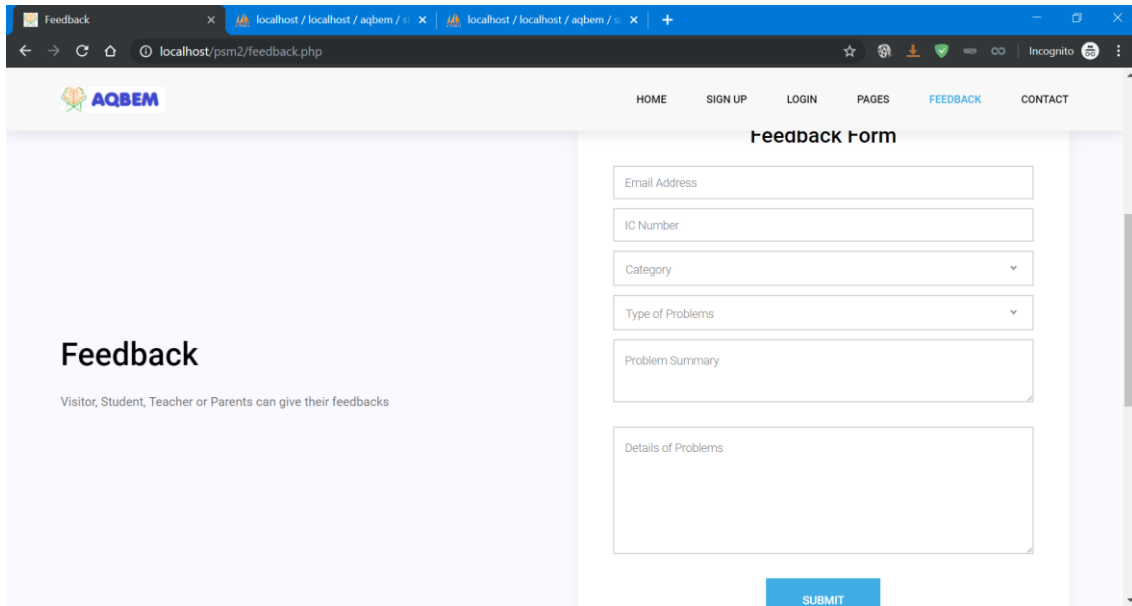 Feedback
localhost / localhost / aqbem / st
localhost / localhost / aqbem / s
localhost/psm2/feedback.php
Incognito
AQBEM
HOME SIGN UP LOGIN PAGES FEEDBACK CONTACT
Feedback Form
Email Address
IC Number
Category
Type of Problems
Problem Summary
Feedback
Visitor, Student, Teacher or Parents can give their feedbacks
Details of Problems
SUBMIT